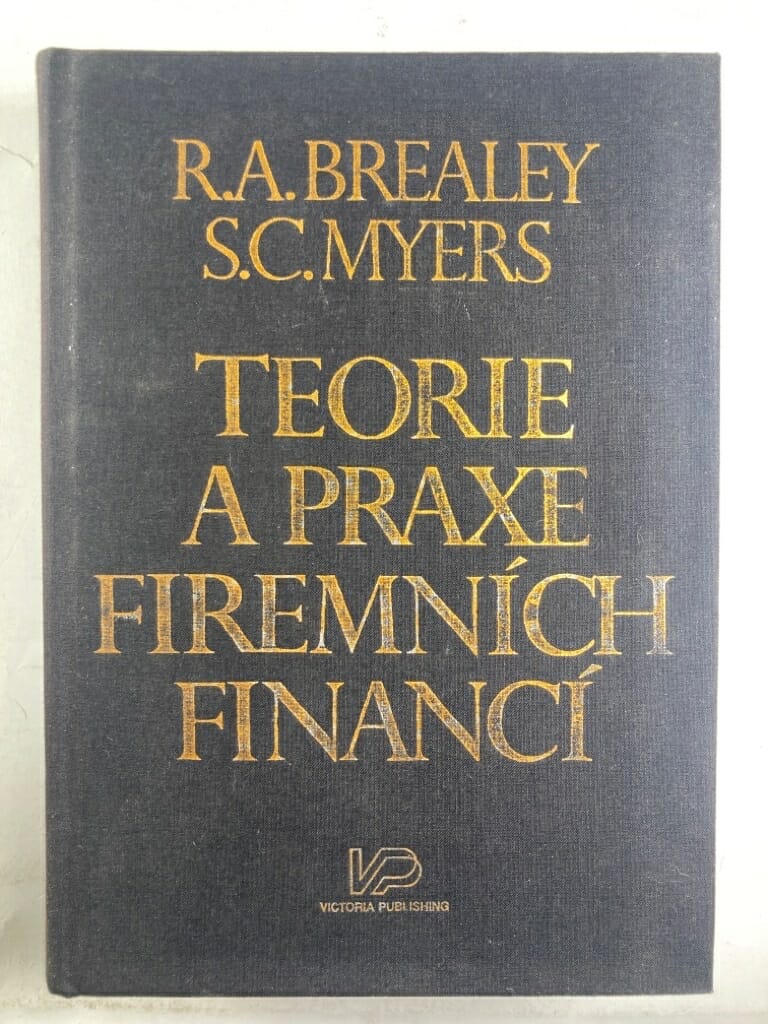 R.A. BREALEY
S.C. MYERS
TEORIE
A PRAXE
FIREMNÍCH
FINANCÍ
VP
VICTORIA PUBLISHING